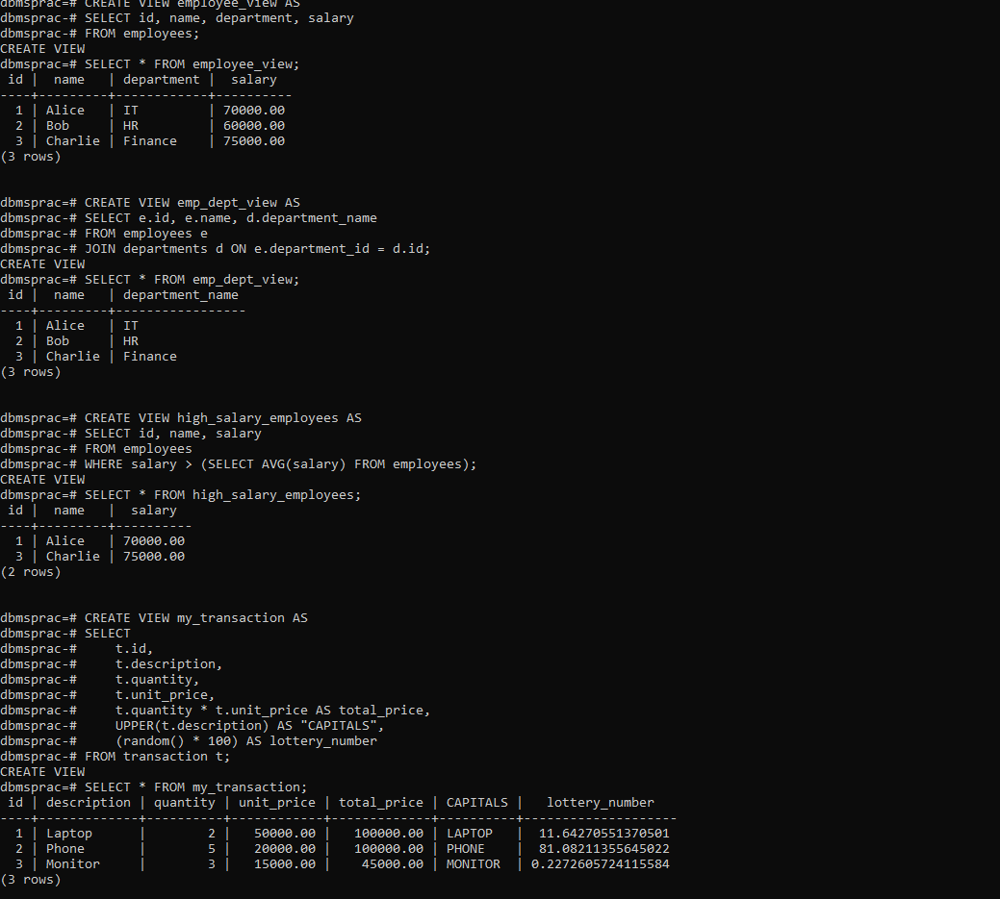 dbmsprac=# CREATE VIEW employee_view AS
dbmsprac-# SELECT id, name, department, salary
dbmsprac-# FROM employees;
CREATE VIEW
dbmsprac=# SELECT * FROM employee_view;
 id |  name   | department |  salary
----+---------+------------+----------
  1 | Alice   | IT         | 70000.00
  2 | Bob     | HR         | 60000.00
  3 | Charlie | Finance    | 75000.00
(3 rows)
dbmsprac=# CREATE VIEW emp_dept_view AS
dbmsprac-# SELECT e.id, e.name, d.department_name
dbmsprac-# FROM employees e
dbmsprac-# JOIN departments d ON e.department_id = d.id;
CREATE VIEW
dbmsprac=# SELECT * FROM emp_dept_view;
 id |  name   | department_name
----+---------+-----------------
  1 | Alice   | IT
  2 | Bob     | HR
  3 | Charlie | Finance
(3 rows)
dbmsprac=# CREATE VIEW high_salary_employees AS
dbmsprac-# SELECT id, name, salary
dbmsprac-# FROM employees
dbmsprac-# WHERE salary > (SELECT AVG(salary) FROM employees);
CREATE VIEW
dbmsprac=# SELECT * FROM high_salary_employees;
 id |  name   |  salary
----+---------+----------
  1 | Alice   | 70000.00
  3 | Charlie | 75000.00
(2 rows)
dbmsprac=# CREATE VIEW my_transaction AS
dbmsprac-# SELECT
dbmsprac-#     t.id,
dbmsprac-#     t.description,
dbmsprac-#     t.quantity,
dbmsprac-#     t.unit_price,
dbmsprac-#     t.quantity * t.unit_price AS total_price,
dbmsprac-#     UPPER(t.description) AS "CAPITALS",
dbmsprac-#     (random() * 100) AS lottery_number
dbmsprac-# FROM transaction t;
CREATE VIEW
dbmsprac=# SELECT * FROM my_transaction;
 id | description | quantity | unit_price | total_price | CAPITALS |   lottery_number
----+-------------+----------+------------+-------------+----------+--------------------
  1 | Laptop      |        2 |   50000.00 |   100000.00 | LAPTOP   |  11.64270551370501
  2 | Phone       |        5 |   20000.00 |   100000.00 | PHONE    |  81.08211355645022
  3 | Monitor     |        3 |   15000.00 |    45000.00 | MONITOR  | 0.2272605724115584
(3 rows)